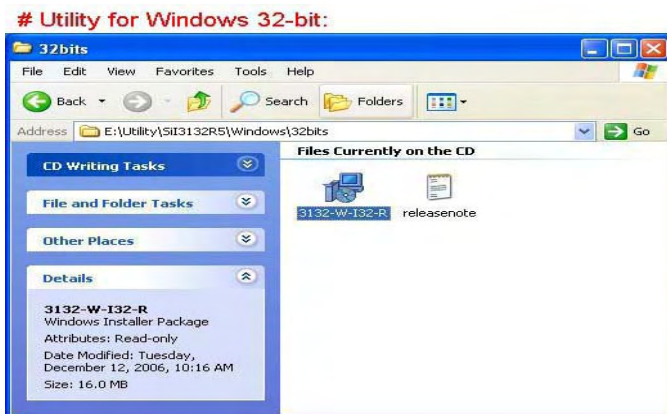 # Utility for Windows 32-bit:
32bits
File Edit View Favorites Tools Help
Back Search Folders
Address E:\Utility\SiI3132R5\Windows\32bits Go
Files Currently on the CD
CD Writing Tasks
3132-W-I32-R releasenote
File and Folder Tasks
Other Places
Details
3132-W-I32-R
Windows Installer Package
Attributes: Read-only
Date Modified: Tuesday,
December 12, 2006, 10:16 AM
Size: 16.0 MB